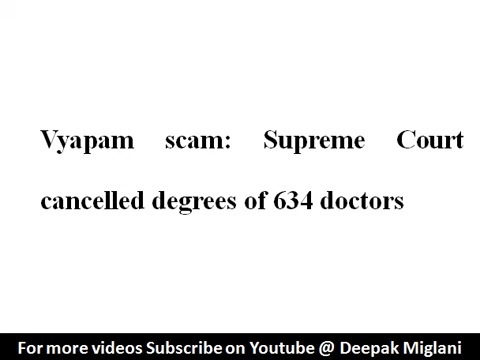 Vyapam scam: Supreme Court
cancelled degrees of 634 doctors
For more videos Subscribe on Youtube @ Deepak Miglani